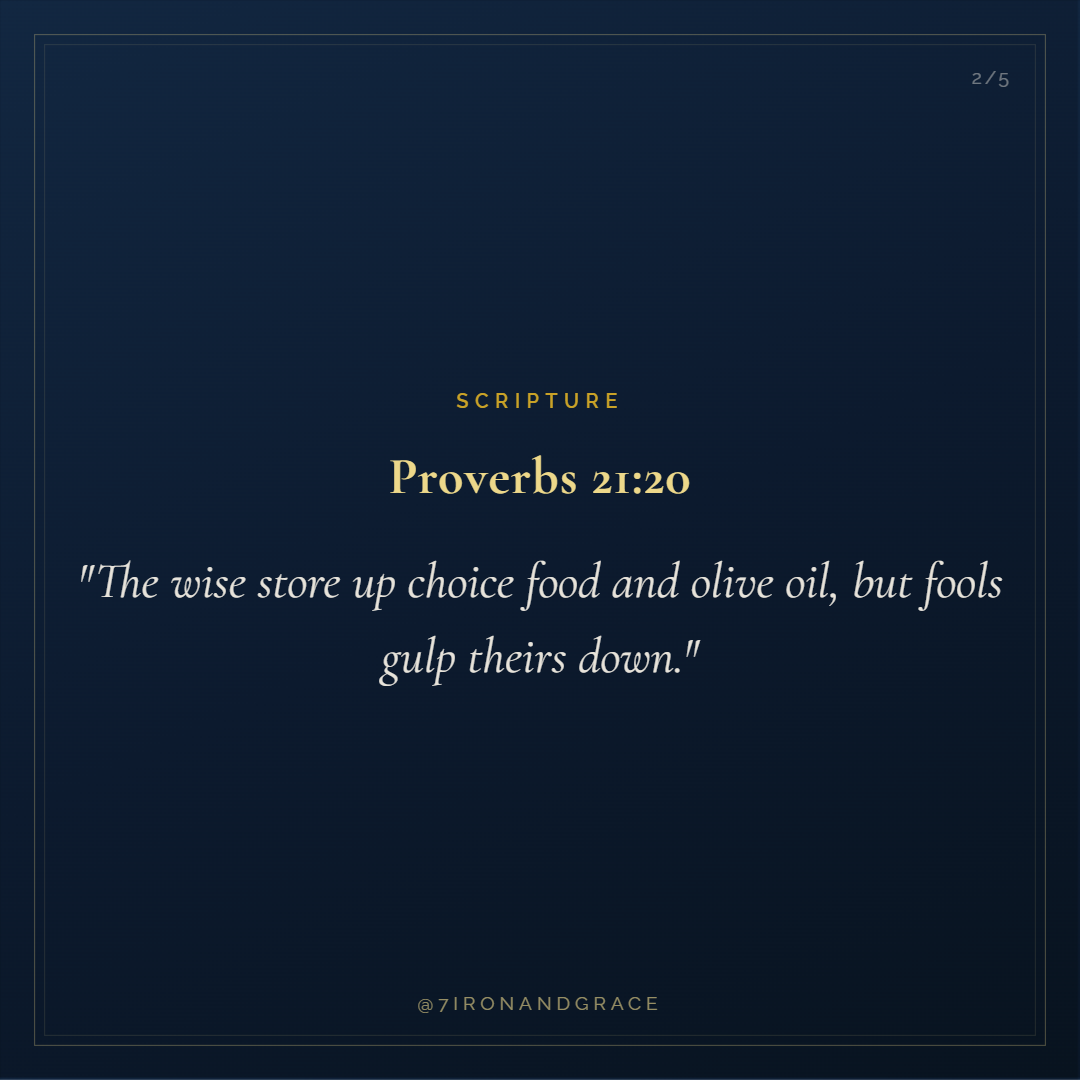 2/5
SCRIPTURE
Proverbs 21:20
"The wise store up choice food and olive oil, but fools
gulp theirs down."
@7IRONANDGRACE